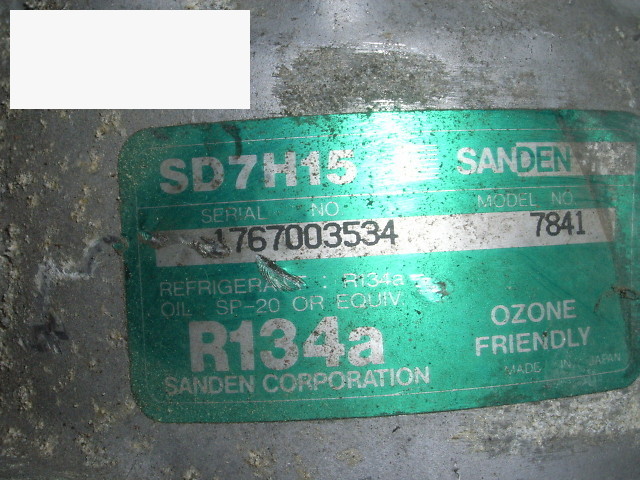 SD7H15 SANDEN
SERIAL NO MODEL NO
1767003534 7841
REFRIGERA : R134a
OIL SP-20 OR EQUIV
R134a OZONE FRIENDLY
SANDEN CORPORATION MADE IN JAPAN